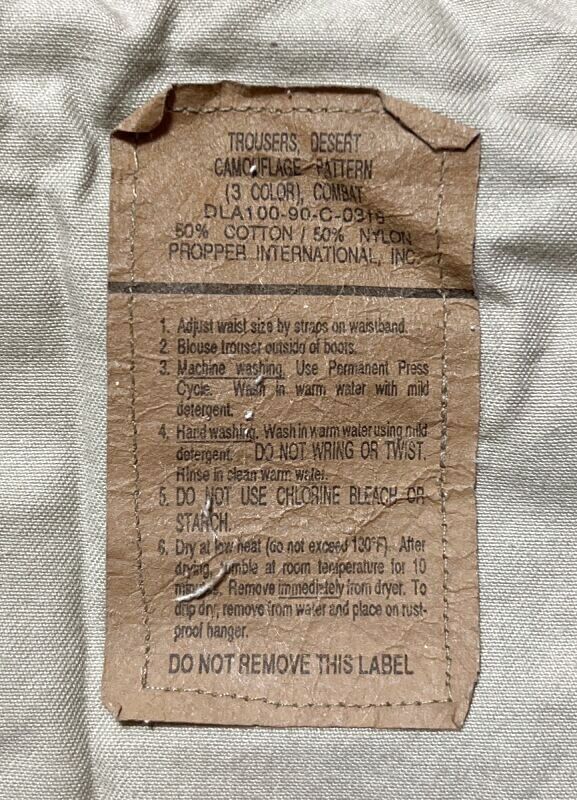 TROUSERS, DESERT
CAMOUFLAGE PATTERN
(3 COLOR), COMBAT
DLA100-90-C-0316
50% COTTON / 50% NYLON
PROPPER INTERNATIONAL, INC.
1. Adjust waist size by straps on waistband.
2. Blouse trouser outside of boots.
3. Machine washing. Use Permanent Press
Cycle. Wash in warm water with mild
detergent.
4. Hand washing. Wash in warm water using mild
detergent. DO NOT WRING OR TWIST.
Rinse in clean warm water.
5. DO NOT USE CHLORINE BLEACH OR
STARCH.
6. Dry at low heat (do not exceed 130°F). After
drying, tumble at room temperature for 10
minutes. Remove immediately from dryer. To
drip dry, remove from water and place on rust-
proof hanger.
DO NOT REMOVE THIS LABEL